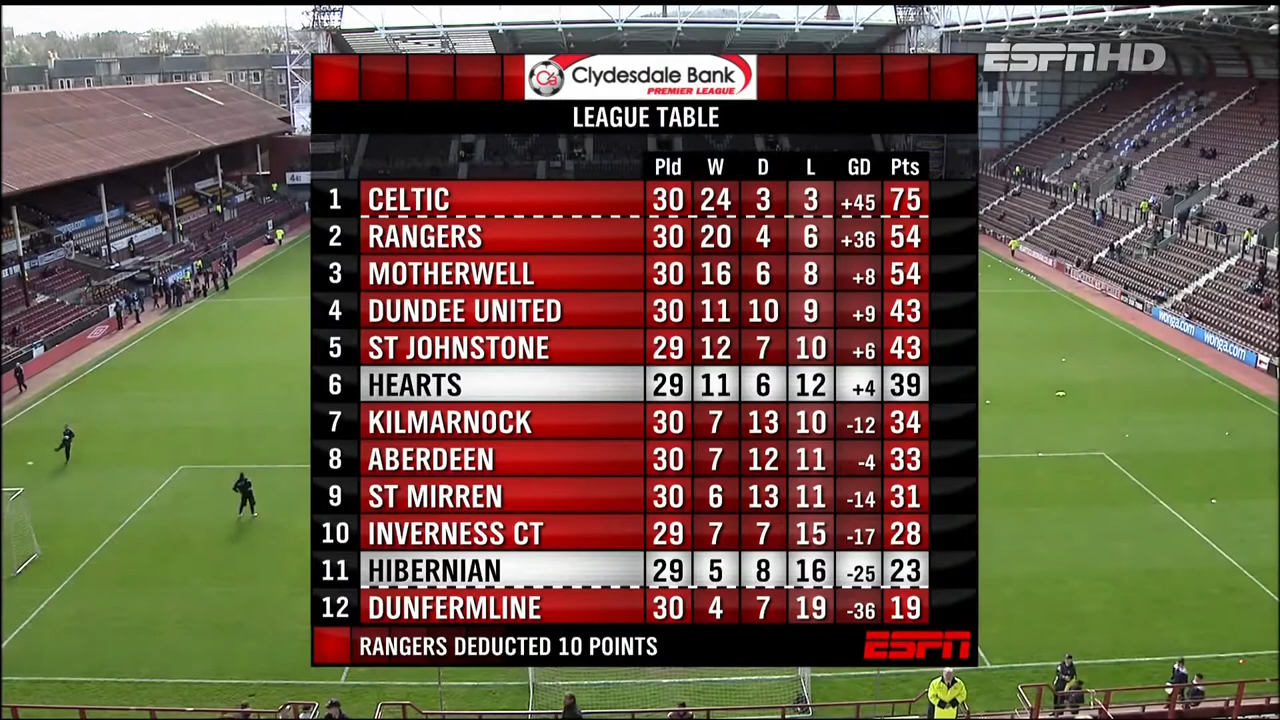 ESPN HD
LIVE
Clydesdale Bank
PREMIER LEAGUE
LEAGUE TABLE
Pld W D L GD Pts
1 CELTIC 30 24 3 3 +45 75
2 RANGERS 30 20 4 6 +36 54
3 MOTHERWELL 30 16 6 8 +8 54
4 DUNDEE UNITED 30 11 10 9 +9 43
5 ST JOHNSTONE 29 12 7 10 +6 43
6 HEARTS 29 11 6 12 +4 39
7 KILMARNOCK 30 7 13 10 -12 34
8 ABERDEEN 30 7 12 11 -4 33
9 ST MIRREN 30 6 13 11 -14 31
10 INVERNESS CT 29 7 7 15 -17 28
11 HIBERNIAN 29 5 8 16 -25 23
12 DUNFERMLINE 30 4 7 19 -36 19
RANGERS DEDUCTED 10 POINTS
ESPN
wonga.com
wonga.com